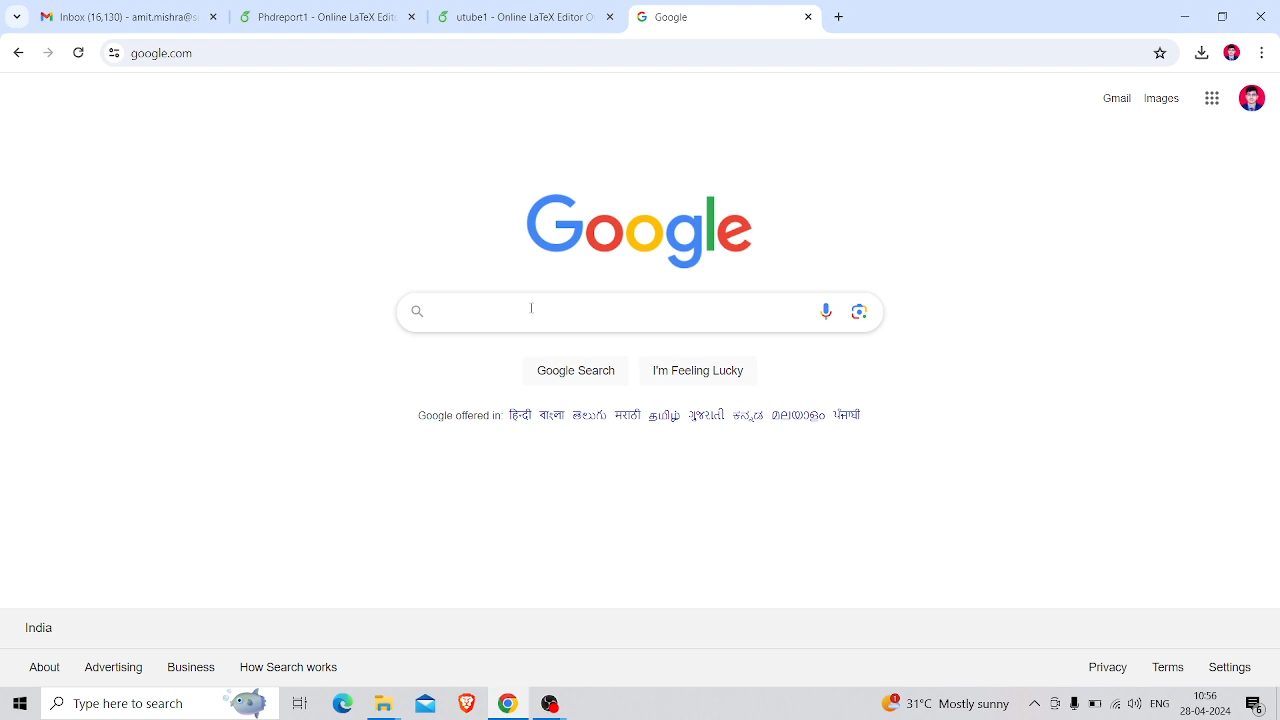 Inbox (16,130) - amit.mishra@s
Phdreport1 - Online LaTeX Edito
utube1 - Online LaTeX Editor O
Google
google.com
Gmail Images
Google
Google Search I'm Feeling Lucky
Google offered in: हिन्दी বাংলা తెలుగు मराठी தமிழ் ગુજરાતી ಕನ್ನಡ മലയാളം ਪੰਜਾਬੀ
India
About Advertising Business How Search works Privacy Terms Settings
Type here to search
31°C Mostly sunny
ENG
10:56
28-04-2024
6